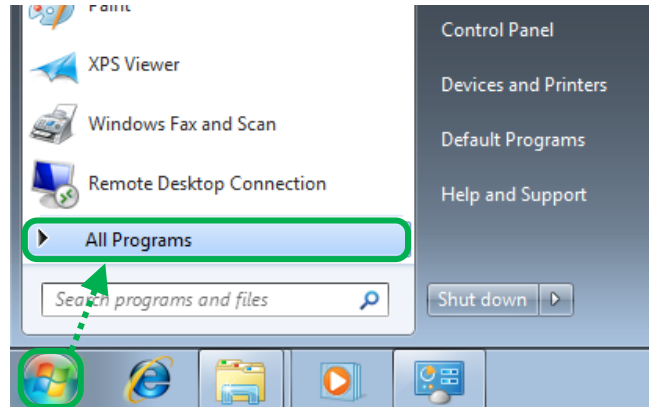 Paint
XPS Viewer
Windows Fax and Scan
Remote Desktop Connection
All Programs
Search programs and files
Control Panel
Devices and Printers
Default Programs
Help and Support
Shut down